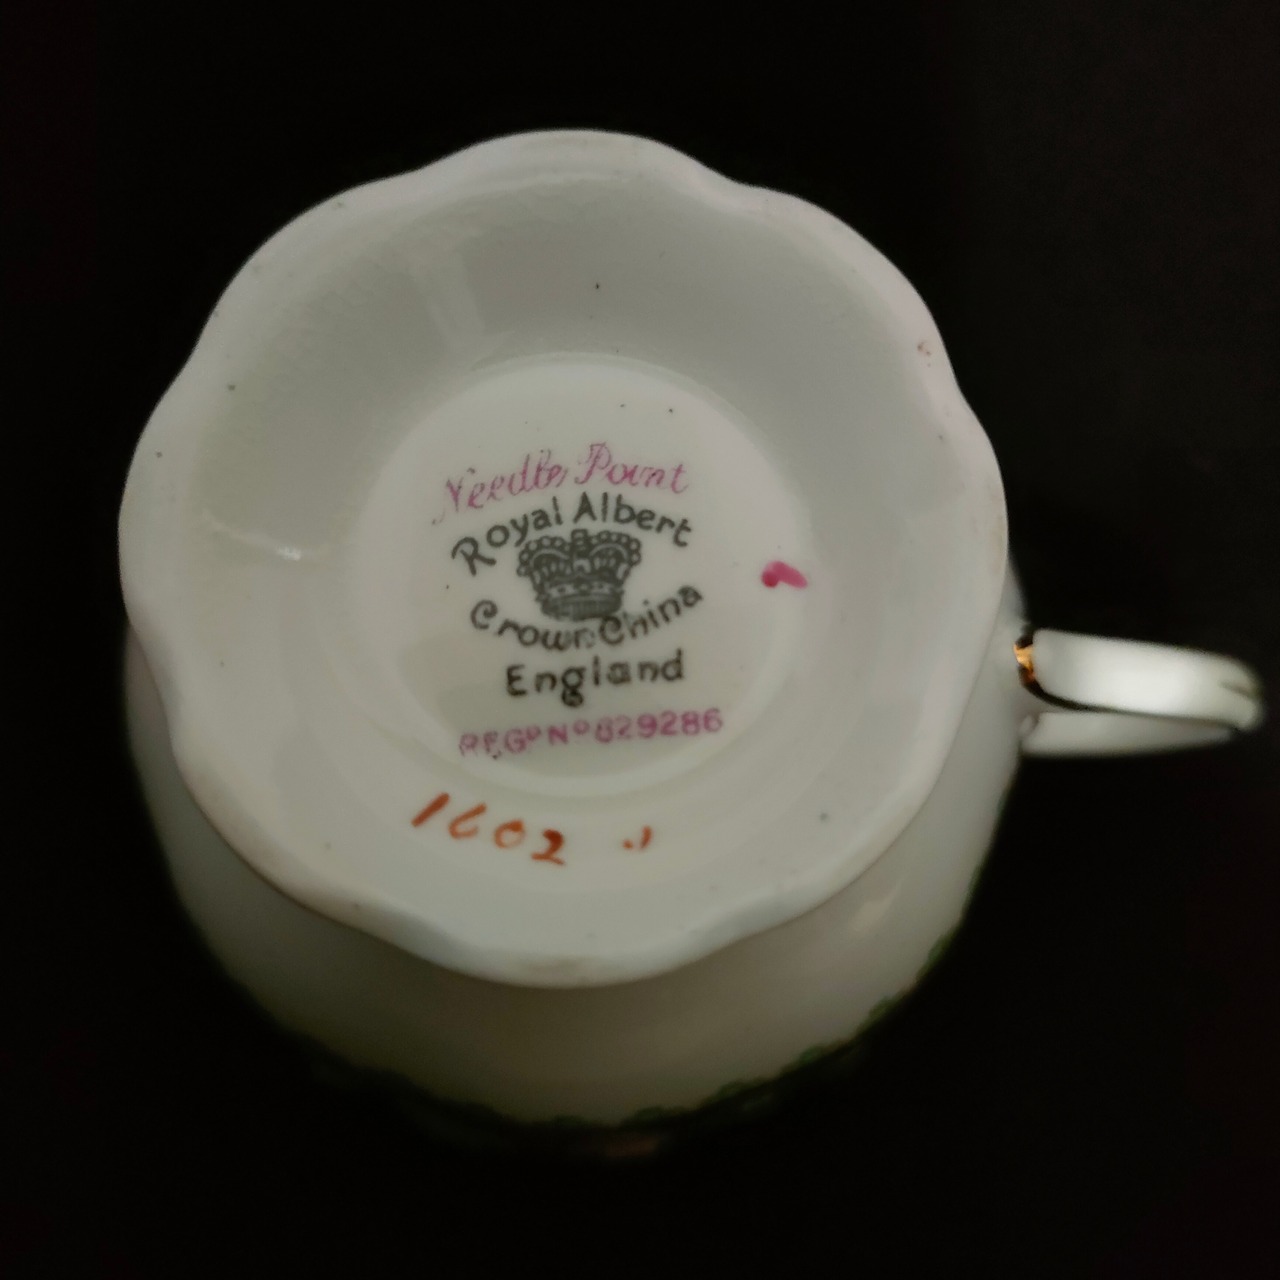 Needle Point
Royal Albert
Crown China
England
REGD No 829286
1602